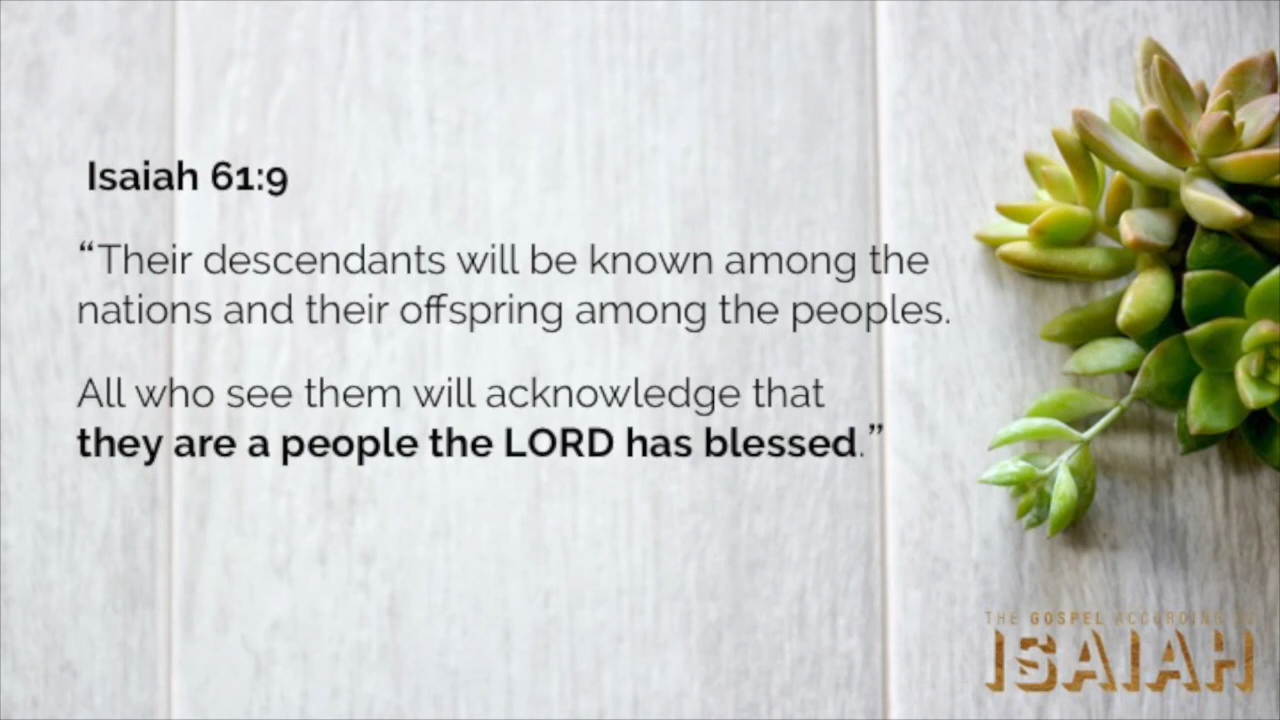 Isaiah 61:9
“Their descendants will be known among the
nations and their offspring among the peoples.
All who see them will acknowledge that
they are a people the LORD has blessed.”
THE GOSPEL ACCORDING TO
ISAIAH